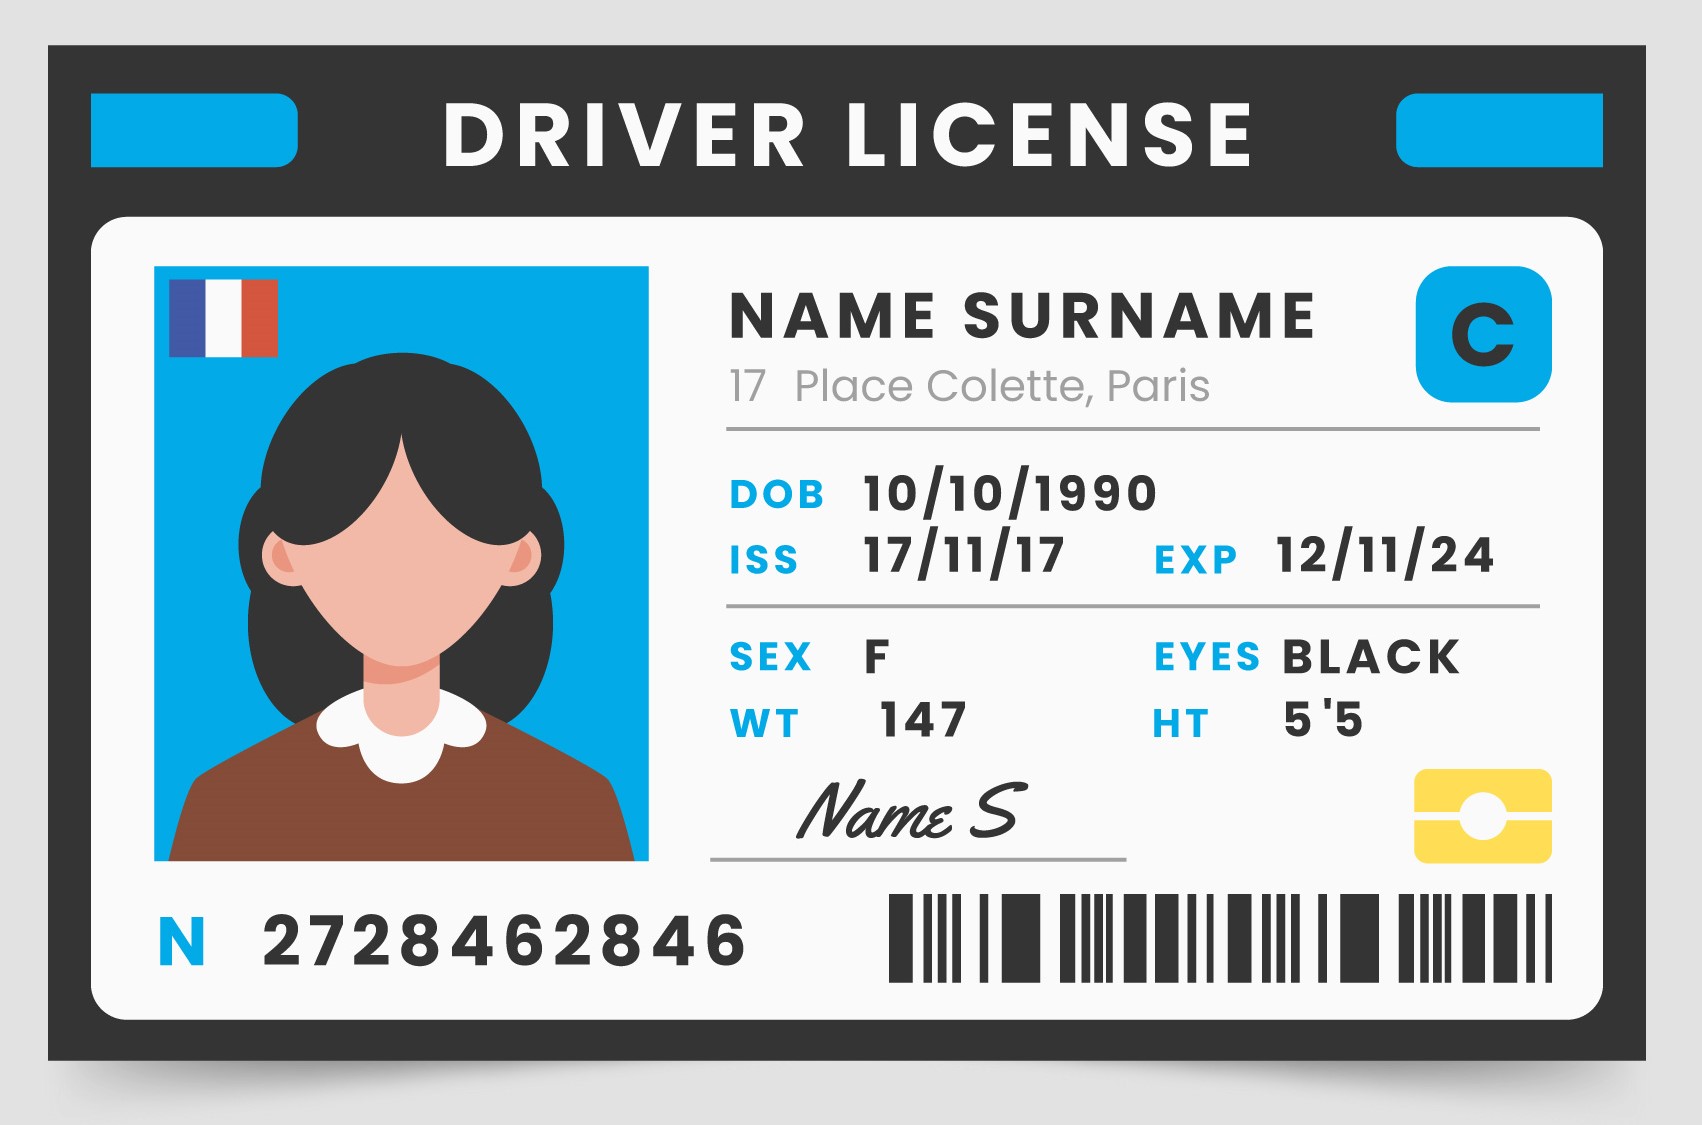 DRIVER LICENSE
NAME SURNAME
C
17 Place Colette, Paris
DOB 10/10/1990
ISS 17/11/17 EXP 12/11/24
SEX F EYES BLACK
WT 147 HT 5'5
Name S
N 2728462846